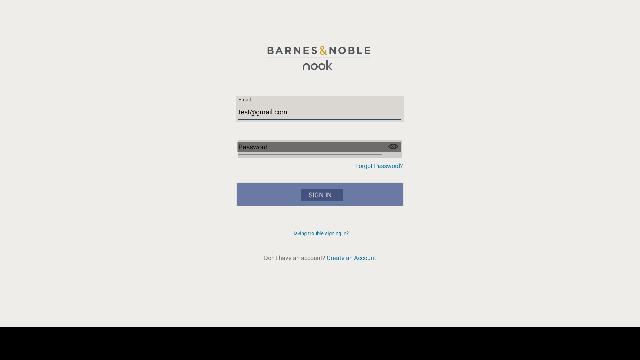 BARNES&NOBLE
nook
Email
test@gmail.com
Password
Forgot Password?
SIGN IN
Having trouble signing in?
Don't have an account? Create an Account